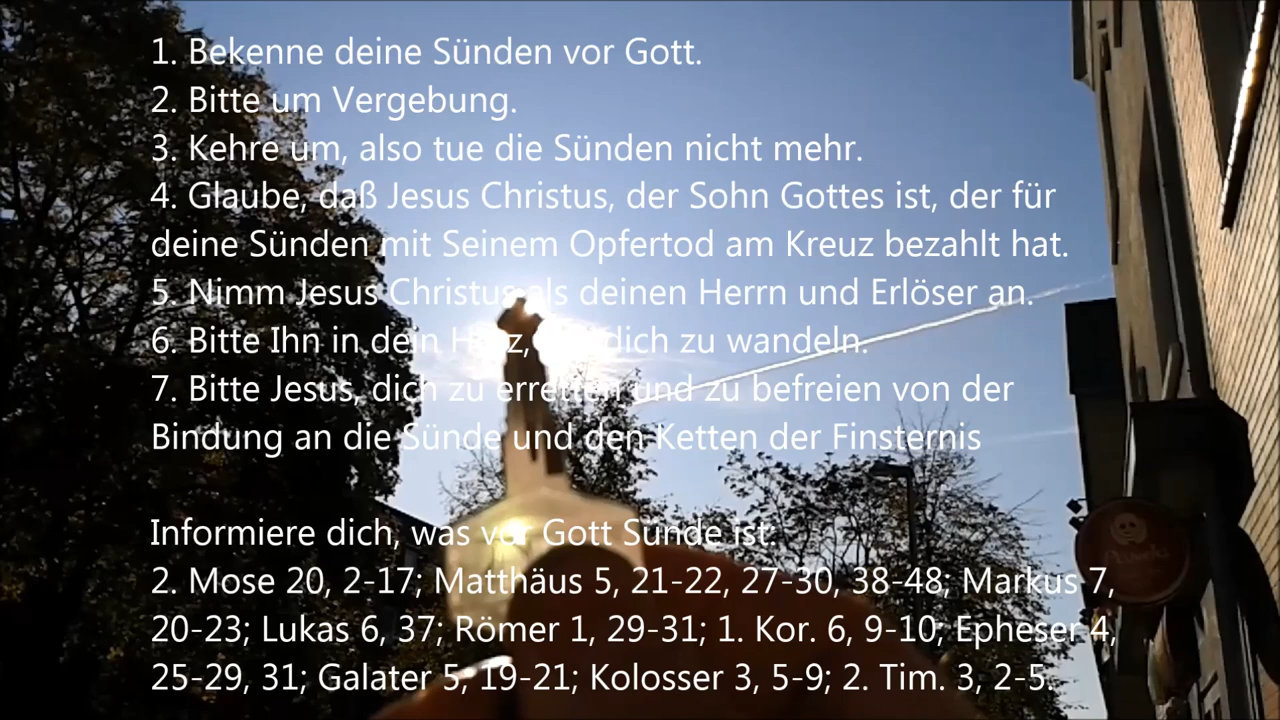 1. Bekenne deine Sünden vor Gott.
2. Bitte um Vergebung.
3. Kehre um, also tue die Sünden nicht mehr.
4. Glaube, daß Jesus Christus, der Sohn Gottes ist, der für
deine Sünden mit Seinem Opfertod am Kreuz bezahlt hat.
5. Nimm Jesus Christus als deinen Herrn und Erlöser an.
6. Bitte Ihn in dein Herz, dich zu wandeln.
7. Bitte Jesus, dich zu erretten und zu befreien von der
Bindung an die Sünde und den Ketten der Finsternis
Informiere dich, was vor Gott Sünde ist:
2. Mose 20, 2-17; Matthäus 5, 21-22, 27-30, 38-48; Markus 7,
20-23; Lukas 6, 37; Römer 1, 29-31; 1. Kor. 6, 9-10; Epheser 4,
25-29, 31; Galater 5, 19-21; Kolosser 3, 5-9; 2. Tim. 3, 2-5.